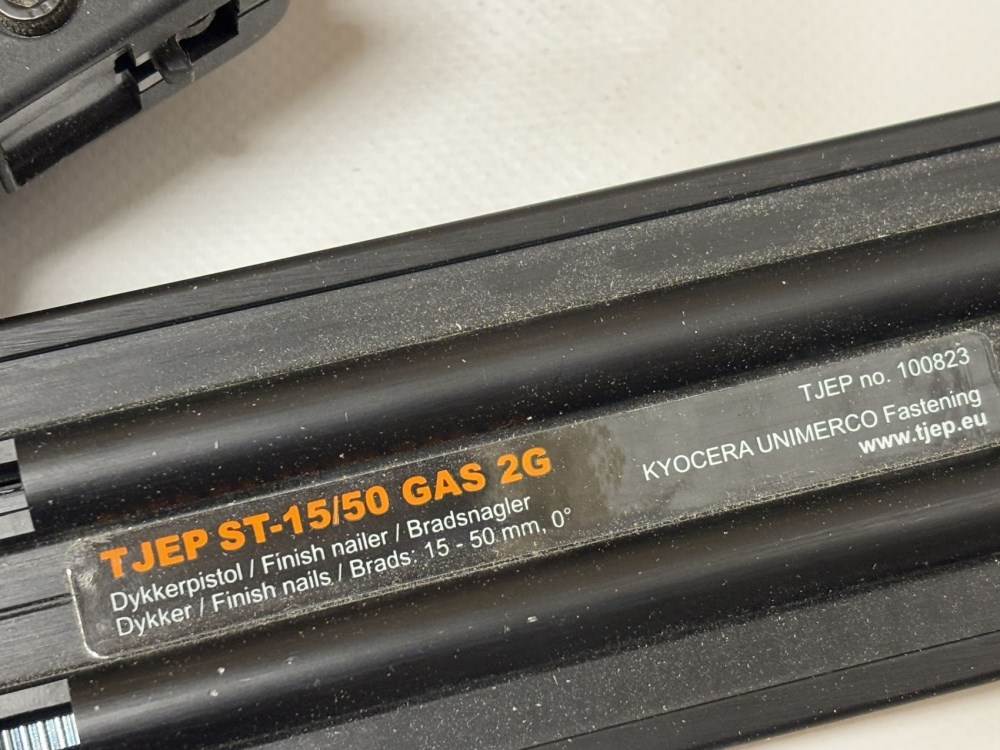 TJEP ST-15/50 GAS 2G
Dykkerpistol / Finish nailer / Bradsnagler
Dykker / Finish nails / Brads: 15 - 50 mm, 0°
TJEP no. 100823
KYOCERA UNIMERCO Fastening
www.tjep.eu